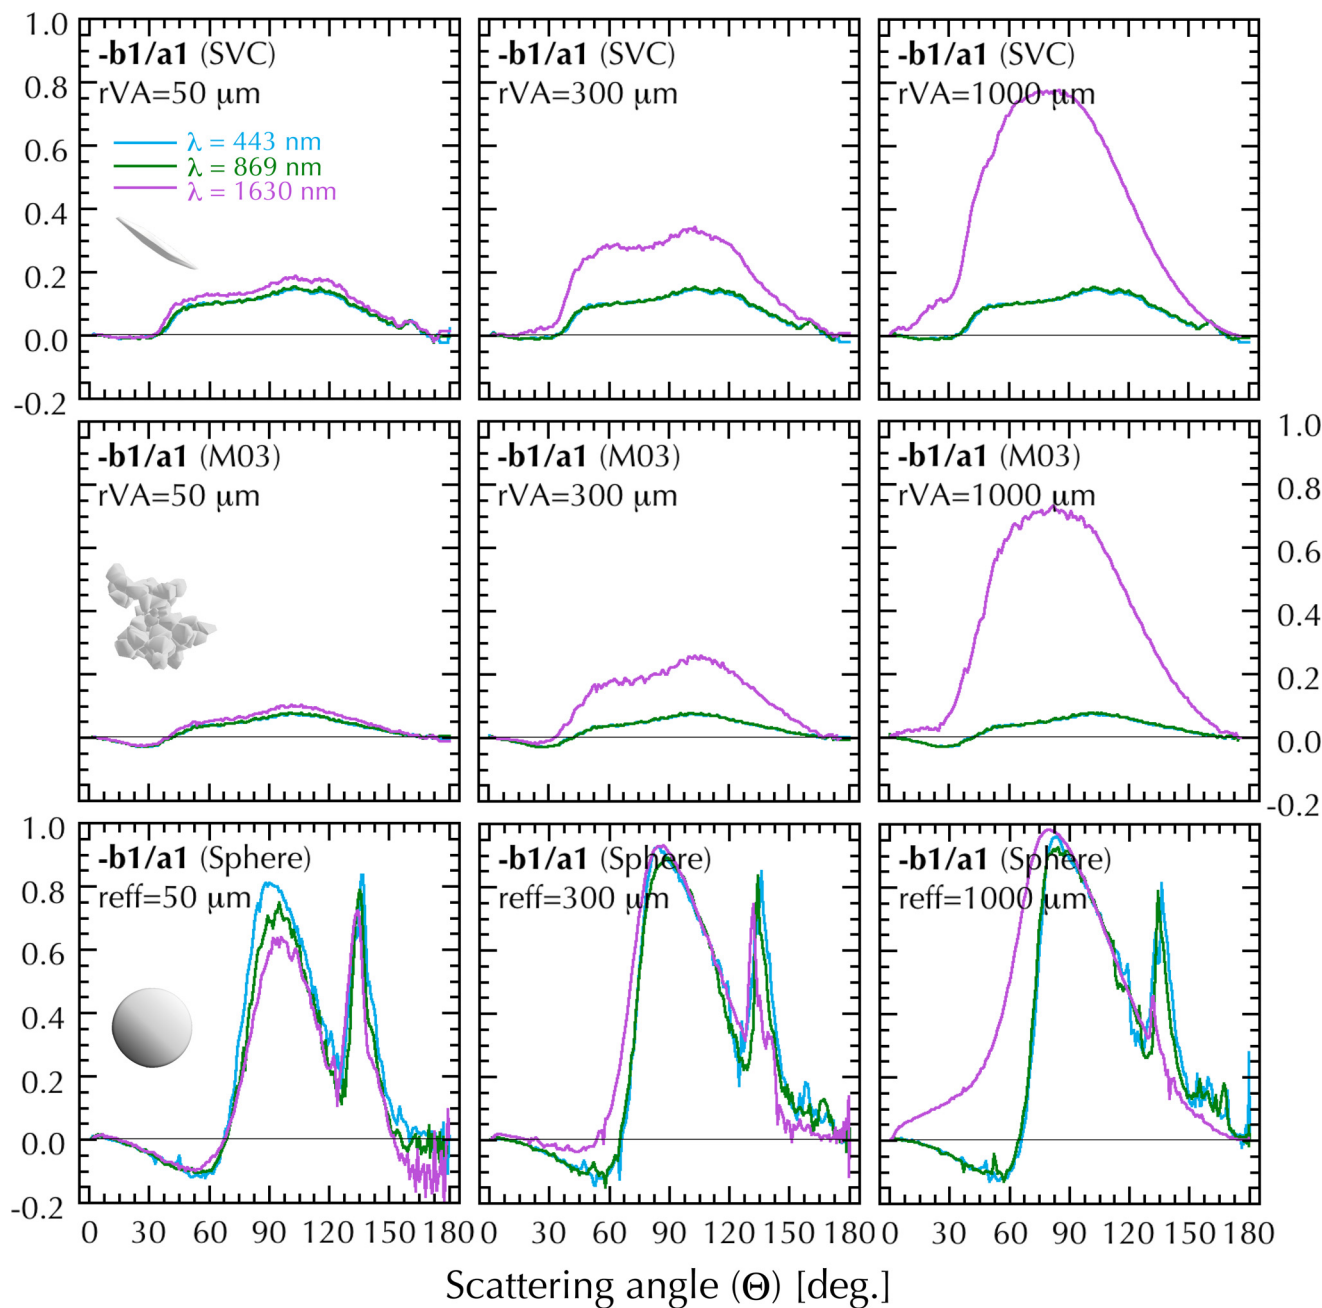 1.0
0.8
0.6
0.4
0.2
0.0
-0.2
-b1/a1 (SVC)
rVA=50 μm
λ = 443 nm
λ = 869 nm
λ = 1630 nm
-b1/a1 (SVC)
rVA=300 μm
-b1/a1 (SVC)
rVA=1000 μm
-b1/a1 (M03)
rVA=50 μm
-b1/a1 (M03)
rVA=300 μm
-b1/a1 (M03)
rVA=1000 μm
1.0
0.8
0.6
0.4
0.2
0.0
-0.2
1.0
0.8
0.6
0.4
0.2
0.0
-0.2
-b1/a1 (Sphere)
reff=50 μm
-b1/a1 (Sphere)
reff=300 μm
-b1/a1 (Sphere)
reff=1000 μm
0 30 60 90 120 150 180
0 30 60 90 120 150 180
0 30 60 90 120 150 180
Scattering angle (Θ) [deg.]